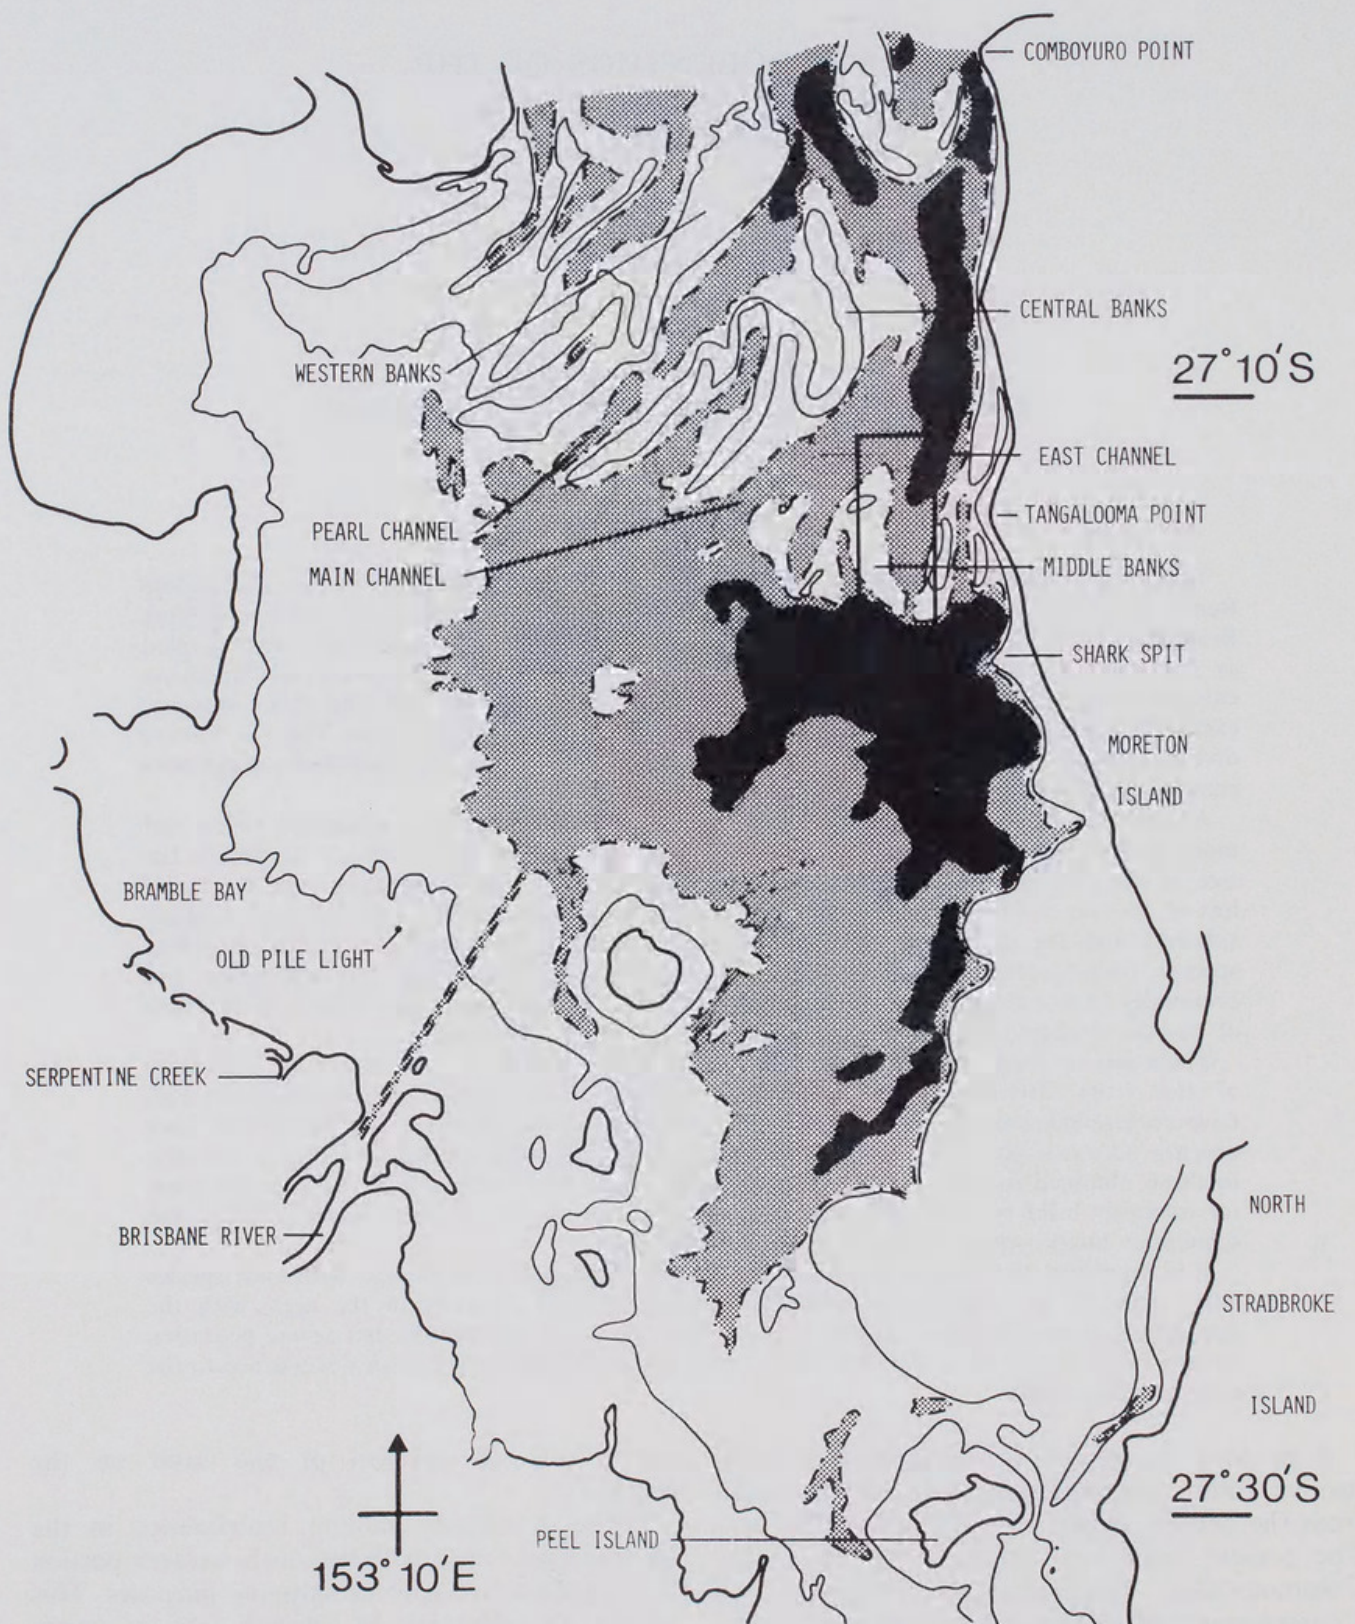 COMBOYURO POINT
CENTRAL BANKS
WESTERN BANKS
27°10'S
EAST CHANNEL
TANGALOOMA POINT
PEARL CHANNEL
MAIN CHANNEL
MIDDLE BANKS
SHARK SPIT
MORETON
ISLAND
BRAMBLE BAY
OLD PILE LIGHT
SERPENTINE CREEK
NORTH
BRISBANE RIVER
STRADBROKE
ISLAND
27°30'S
PEEL ISLAND
153°10'E